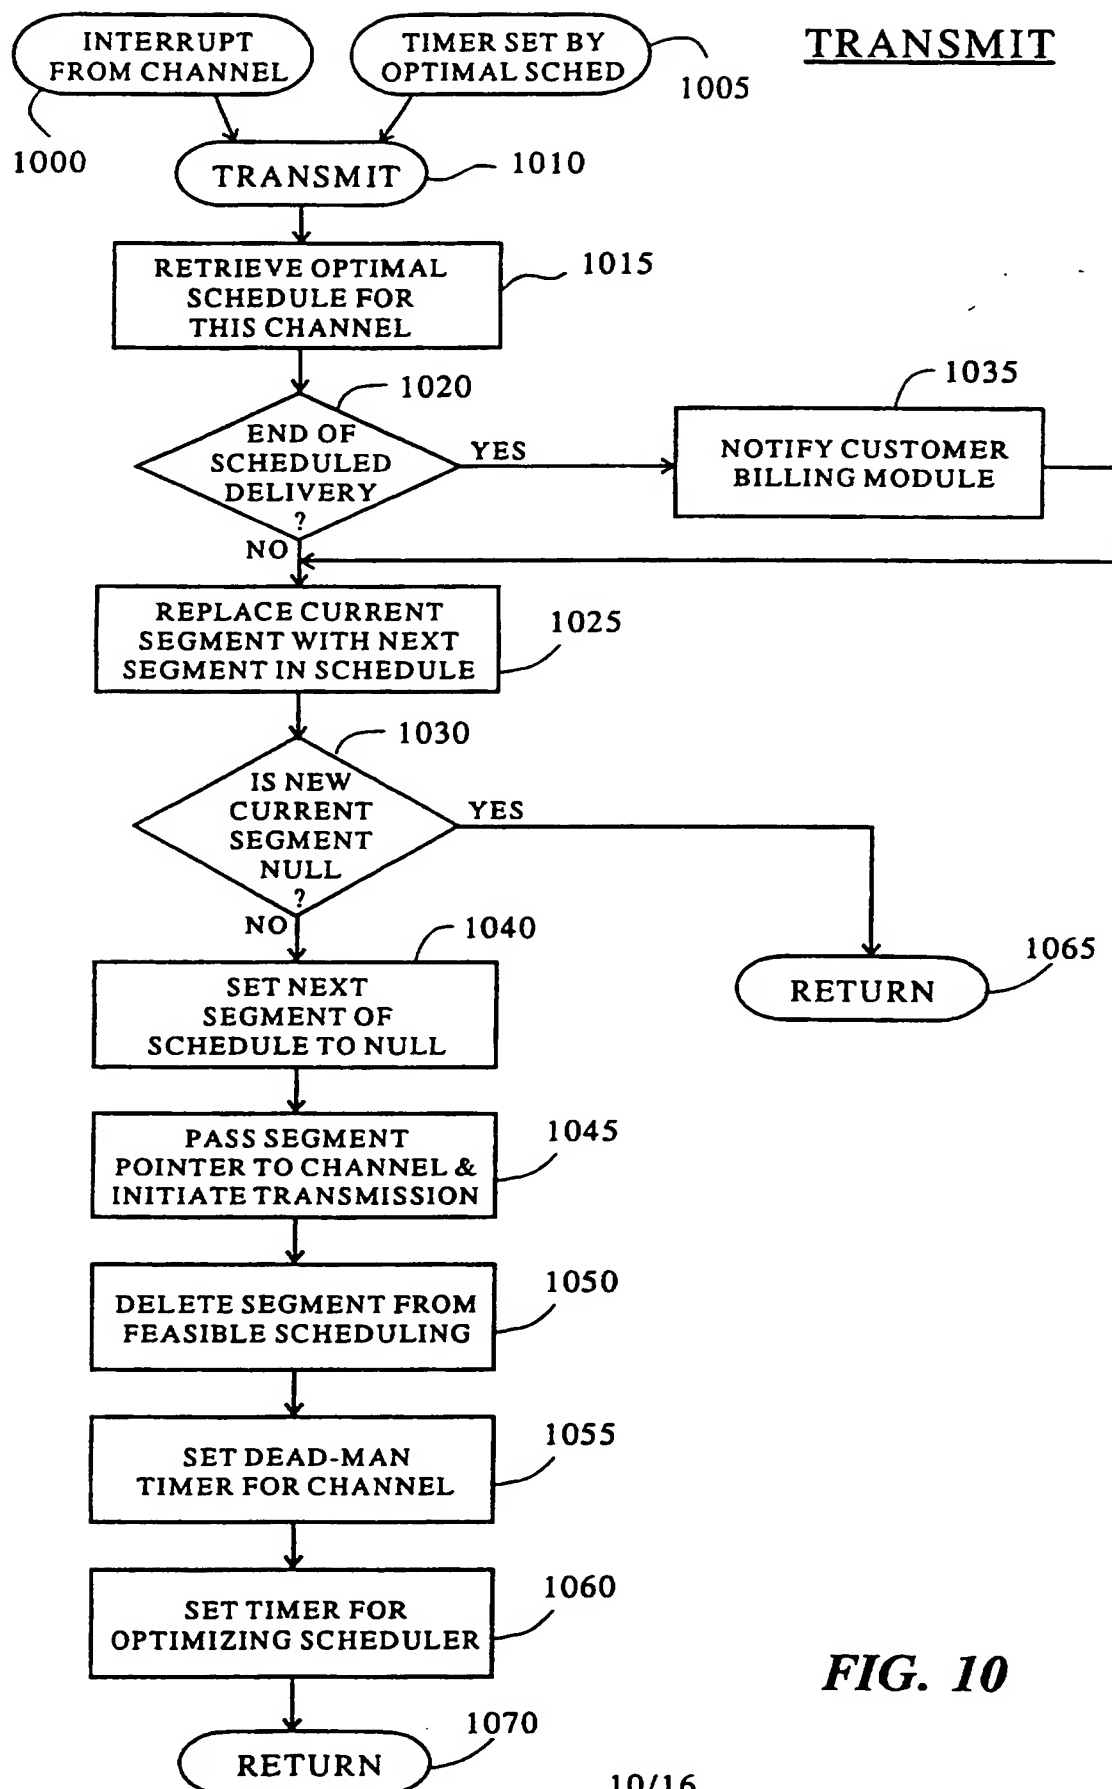 TRANSMIT
INTERRUPT
FROM CHANNEL
1000
TIMER SET BY
OPTIMAL SCHED
1005
TRANSMIT
1010
RETRIEVE OPTIMAL
SCHEDULE FOR
THIS CHANNEL
1015
END OF
SCHEDULED
DELIVERY
?
1020
YES
NOTIFY CUSTOMER
BILLING MODULE
1035
NO
REPLACE CURRENT
SEGMENT WITH NEXT
SEGMENT IN SCHEDULE
1025
IS NEW
CURRENT
SEGMENT
NULL
?
1030
YES
RETURN
1065
NO
SET NEXT
SEGMENT OF
SCHEDULE TO NULL
1040
PASS SEGMENT
POINTER TO CHANNEL &
INITIATE TRANSMISSION
1045
DELETE SEGMENT FROM
FEASIBLE SCHEDULING
1050
SET DEAD-MAN
TIMER FOR CHANNEL
1055
SET TIMER FOR
OPTIMIZING SCHEDULER
1060
RETURN
1070
FIG. 10
10/16